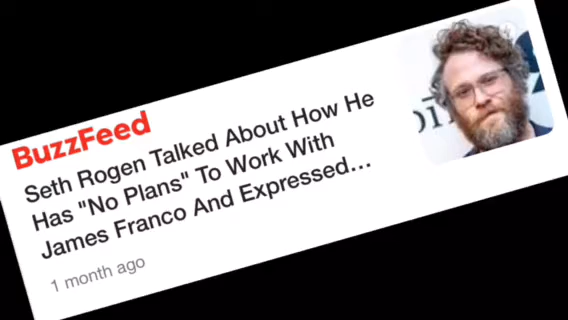 BuzzFeed
Seth Rogen Talked About How He
Has "No Plans" To Work With
James Franco And Expressed...
1 month ago